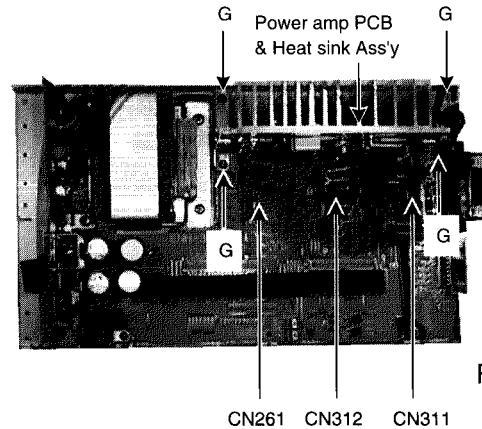 G
Power amp PCB
& Heat sink Ass'y
G
G
G
F
CN261 CN312 CN311